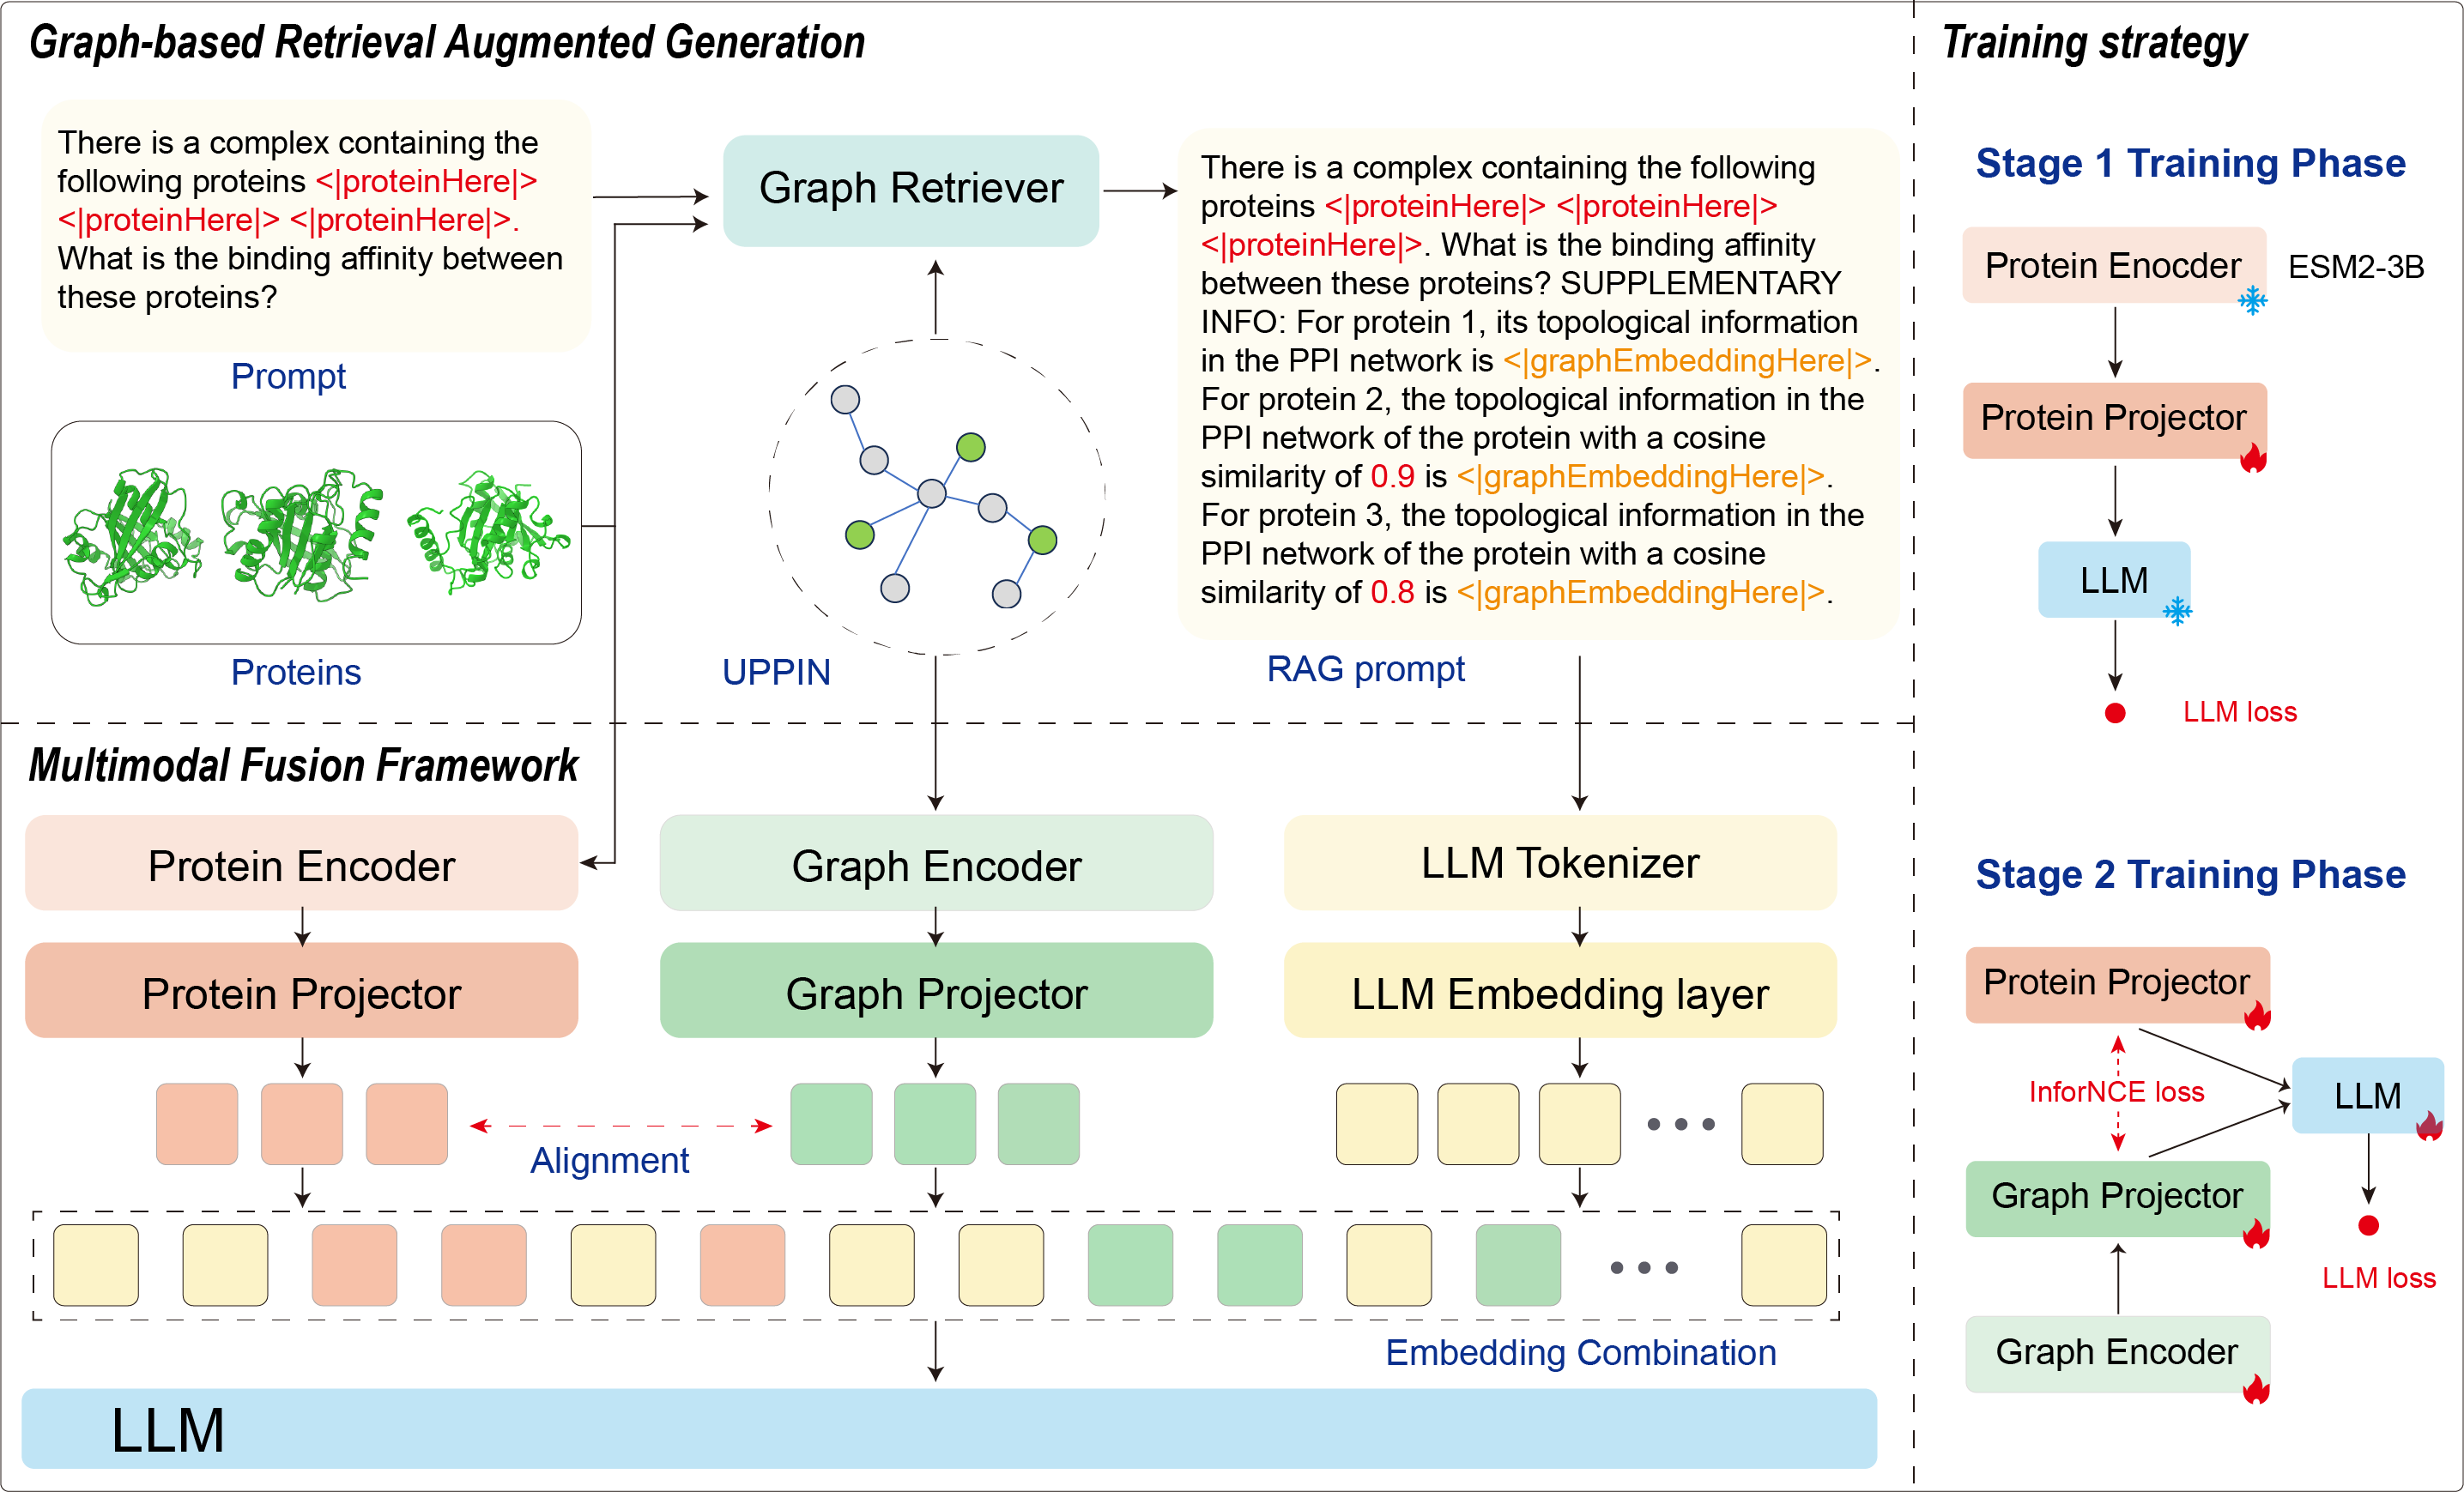 Graph-based Retrieval Augmented Generation
There is a complex containing the
following proteins <|proteinHere|>
<|proteinHere|> <|proteinHere|>.
What is the binding affinity between
these proteins?
Prompt
Proteins
Graph Retriever
UPPIN
There is a complex containing the following
proteins <|proteinHere|> <|proteinHere|>
<|proteinHere|>. What is the binding affinity
between these proteins? SUPPLEMENTARY
INFO: For protein 1, its topological information
in the PPI network is <|graphEmbeddingHere|>.
For protein 2, the topological information in the
PPI network of the protein with a cosine
similarity of 0.9 is <|graphEmbeddingHere|>.
For protein 3, the topological information in the
PPI network of the protein with a cosine
similarity of 0.8 is <|graphEmbeddingHere|>.
RAG prompt
Multimodal Fusion Framework
Protein Encoder
Graph Encoder
LLM Tokenizer
Protein Projector
Graph Projector
LLM Embedding layer
Alignment
Embedding Combination
LLM
Training strategy
Stage 1 Training Phase
Protein Enocder
ESM2-3B
Protein Projector
LLM
LLM loss
Stage 2 Training Phase
Protein Projector
InforNCE loss
LLM
Graph Projector
LLM loss
Graph Encoder